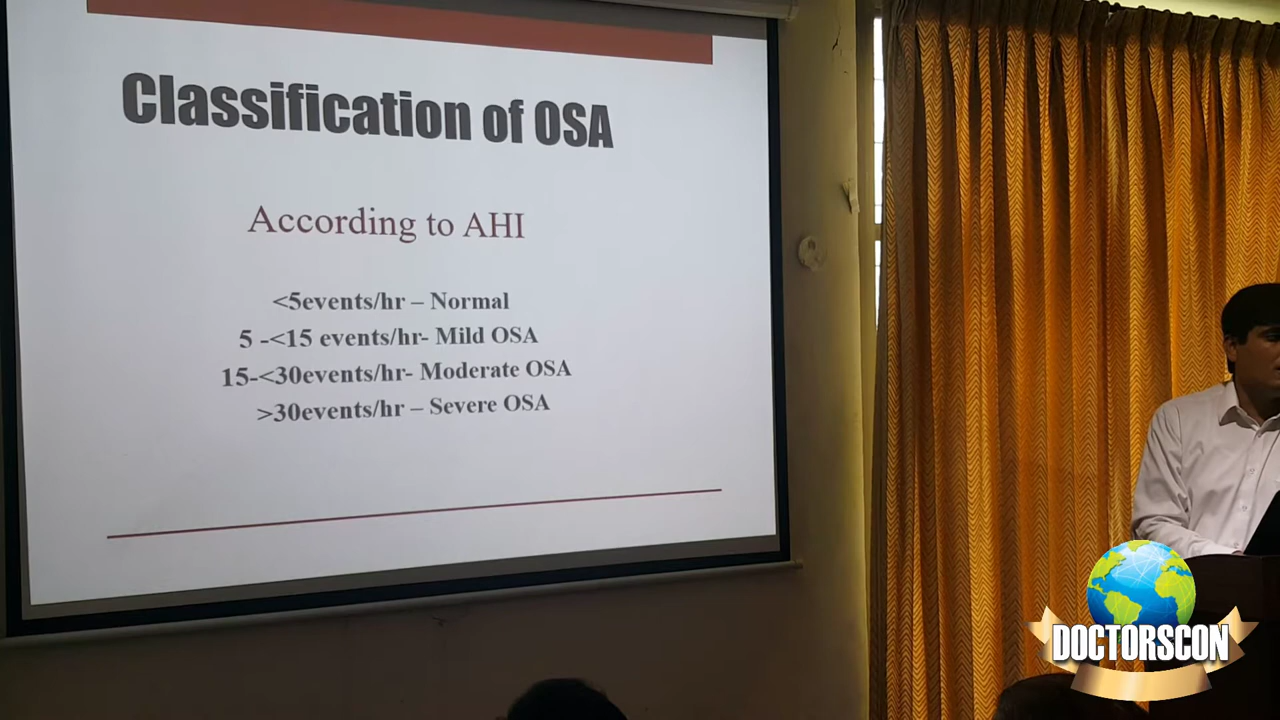 Classification of OSA
According to AHI
<5events/hr – Normal
5 -<15 events/hr- Mild OSA
15-<30events/hr- Moderate OSA
>30events/hr – Severe OSA
DOCTORSCON